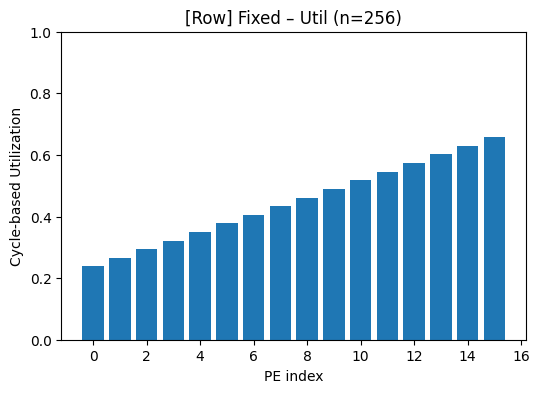 [Row] Fixed – Util (n=256)
Cycle-based Utilization
1.0
0.8
0.6
0.4
0.2
0.0
0 2 4 6 8 10 12 14 16
PE index